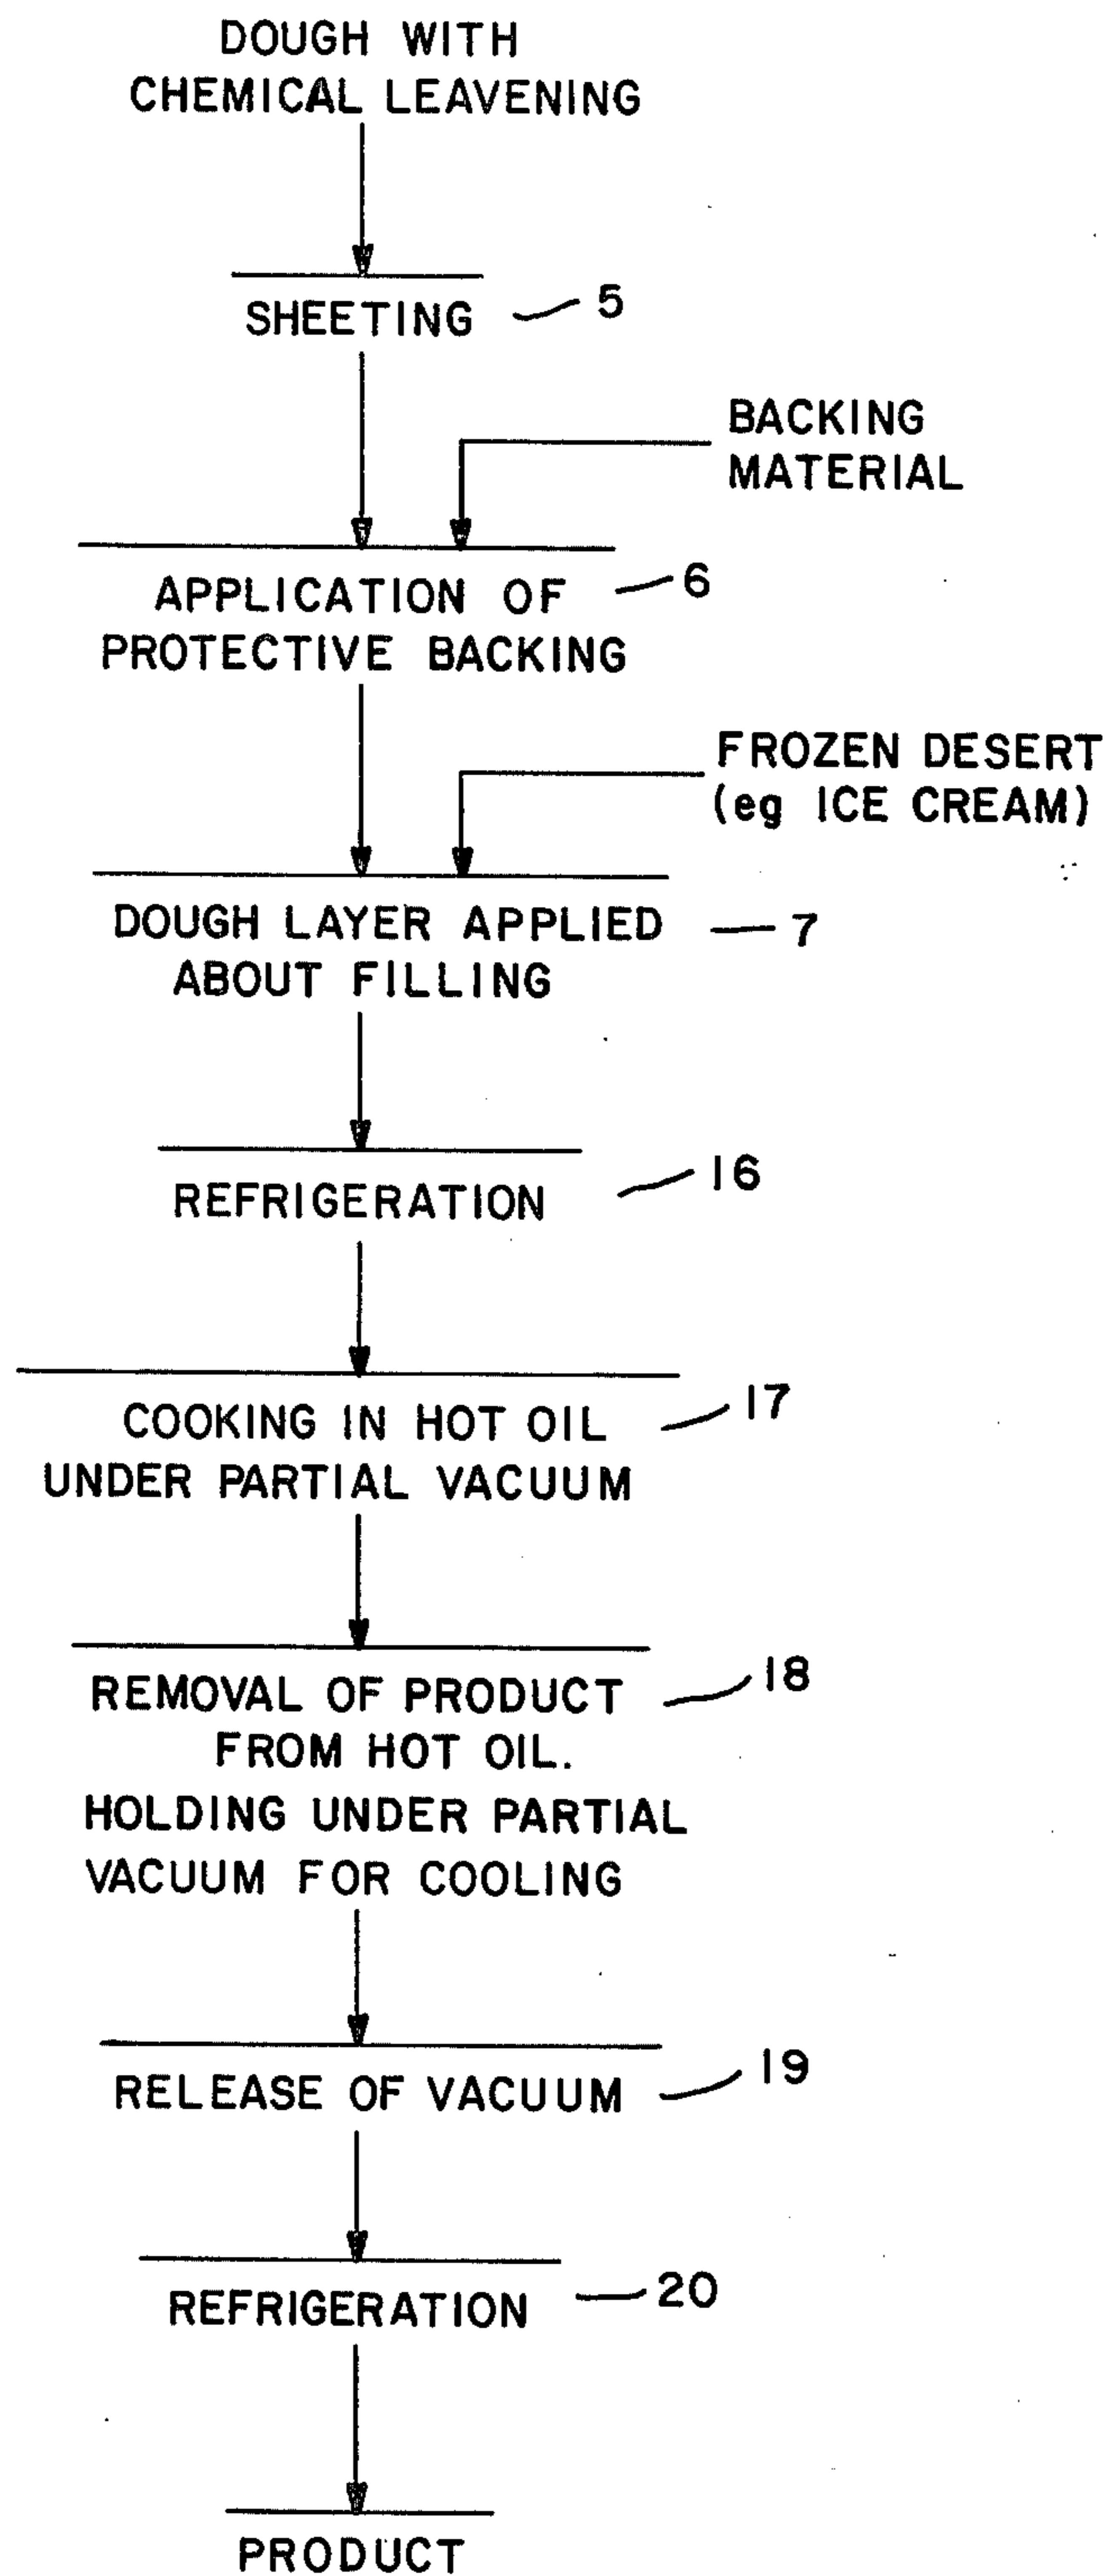 DOUGH WITH
CHEMICAL LEAVENING
SHEETING 5
BACKING
MATERIAL
APPLICATION OF 6
PROTECTIVE BACKING
FROZEN DESERT
(eg ICE CREAM)
DOUGH LAYER APPLIED 7
ABOUT FILLING
REFRIGERATION 16
COOKING IN HOT OIL 17
UNDER PARTIAL VACUUM
REMOVAL OF PRODUCT 18
FROM HOT OIL.
HOLDING UNDER PARTIAL
VACUUM FOR COOLING
RELEASE OF VACUUM 19
REFRIGERATION 20
PRODUCT